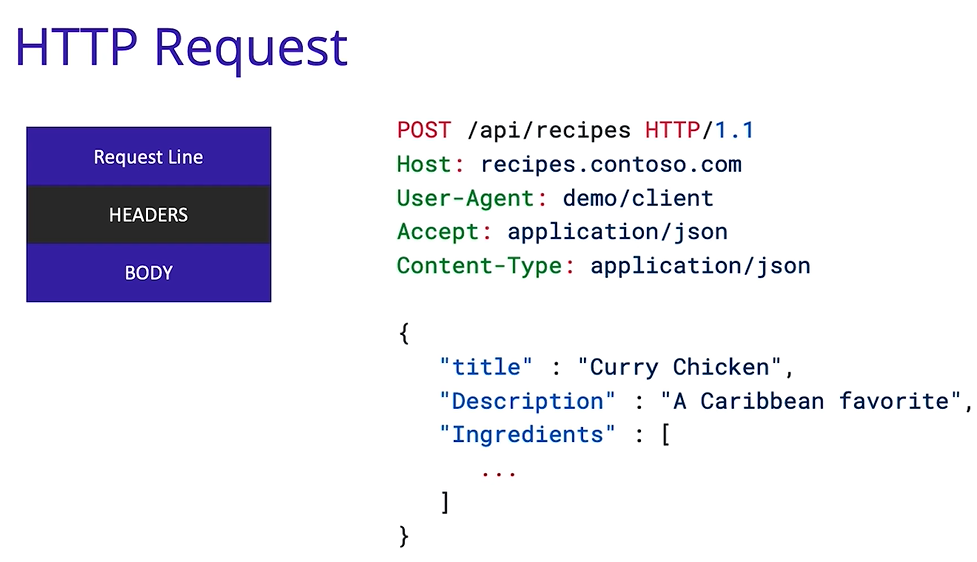 HTTP Request
Request Line
HEADERS
BODY
POST /api/recipes HTTP/1.1
Host: recipes.contoso.com
User-Agent: demo/client
Accept: application/json
Content-Type: application/json
{
"title" : "Curry Chicken",
"Description" : "A Caribbean favorite",
"Ingredients" : [
...
]
}